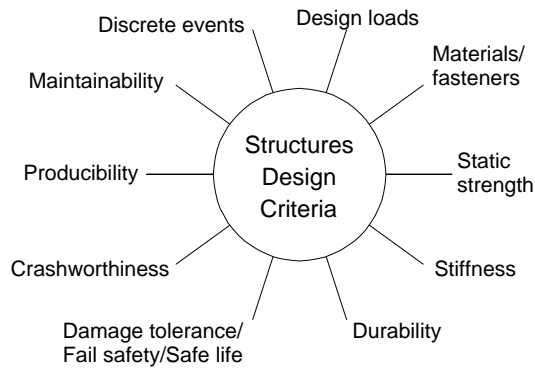 Discrete events
Design loads
Maintainability
Materials/
fasteners
Structures
Design
Criteria
Producibility
Static
strength
Crashworthiness
Stiffness
Damage tolerance/
Fail safety/Safe life
Durability